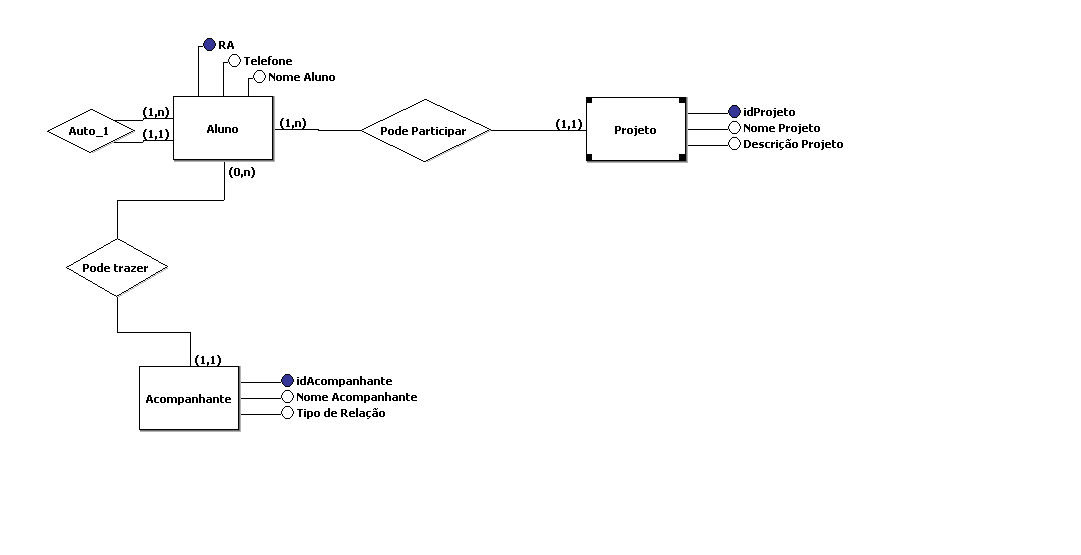 RA
Telefone
Nome Aluno
(1,n)
Auto_1
(1,1)
Aluno
(1,n)
Pode Participar
(1,1)
Projeto
idProjeto
Nome Projeto
Descrição Projeto
(0,n)
Pode trazer
(1,1)
Acompanhante
idAcompanhante
Nome Acompanhante
Tipo de Relação